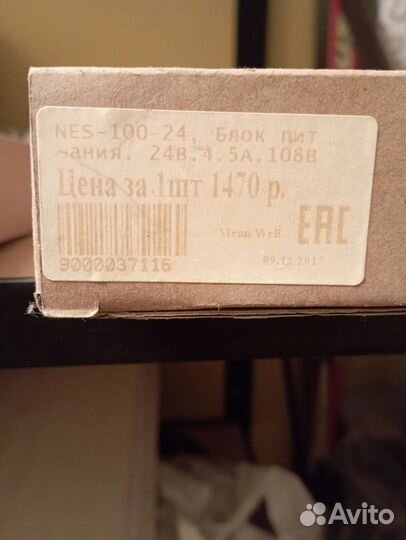 NES-100-24, Блок пит
ания. 24В.4.5А.108В
Цена за 1шт 1470 р.
9000037116
Mean Well
EAC
09.12.2017
Avito